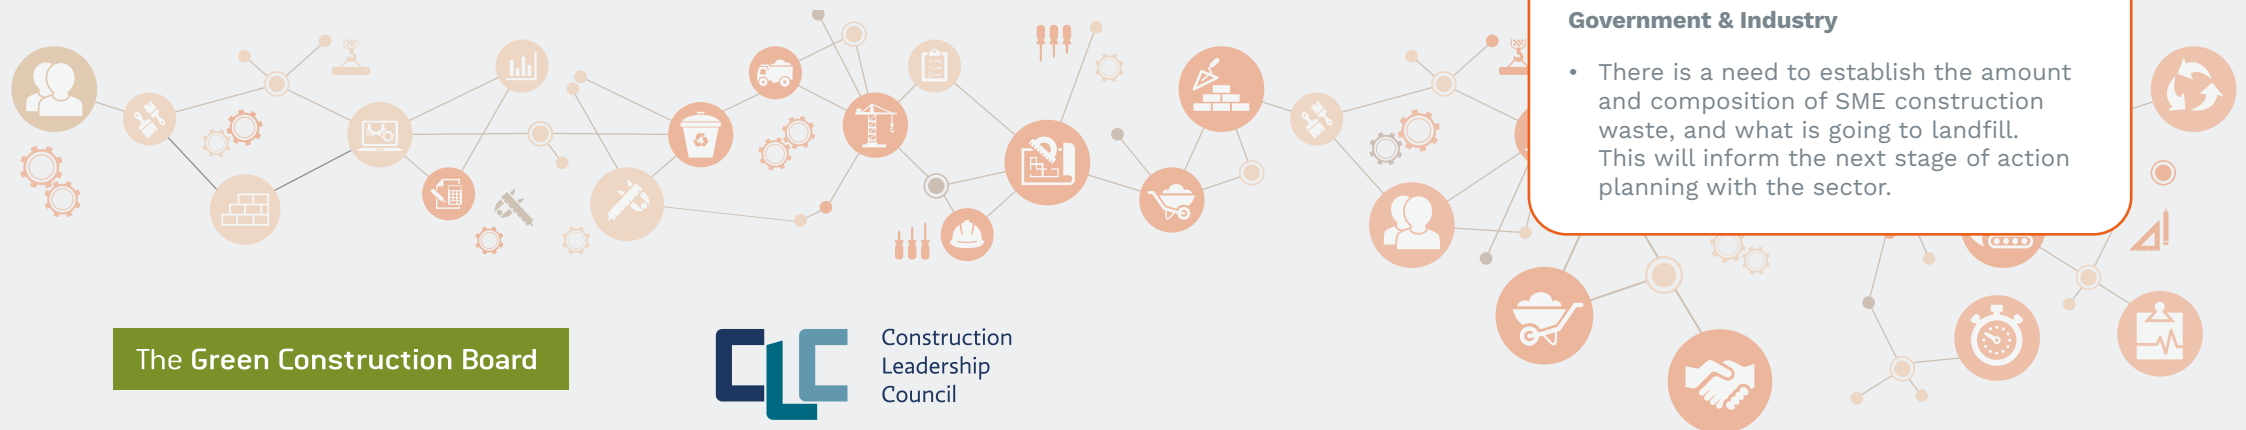 Government & Industry
• There is a need to establish the amount
and composition of SME construction
waste, and what is going to landfill.
This will inform the next stage of action
planning with the sector.
The Green Construction Board
CLC
Construction
Leadership
Council